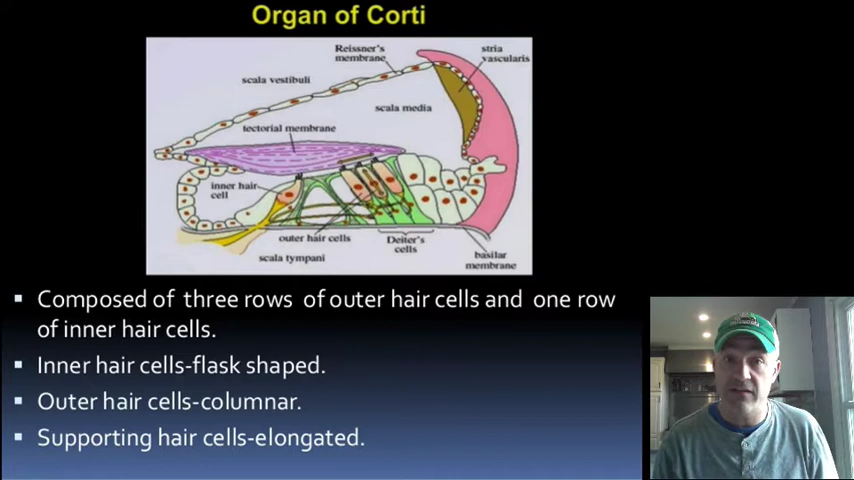 Organ of Corti
Reissner's
membrane
stria
vascularis
scala vestibuli
scala media
tectorial membrane
inner hair
cell
outer hair cells
Deiter's
cells
scala tympani
basilar
membrane
▪ Composed of three rows of outer hair cells and one row
of inner hair cells.
▪ Inner hair cells-flask shaped.
▪ Outer hair cells-columnar.
▪ Supporting hair cells-elongated.